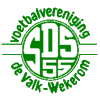 voetbalvereniging
SDS
55
de Valk-Wekerom